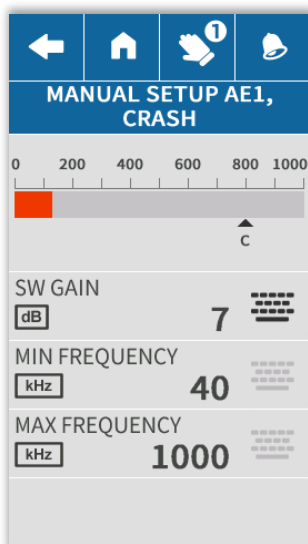 1
MANUAL SETUP AE1,
CRASH
0 200 400 600 800 1000
C
SW GAIN
dB 7
MIN FREQUENCY
kHz 40
MAX FREQUENCY
kHz 1000